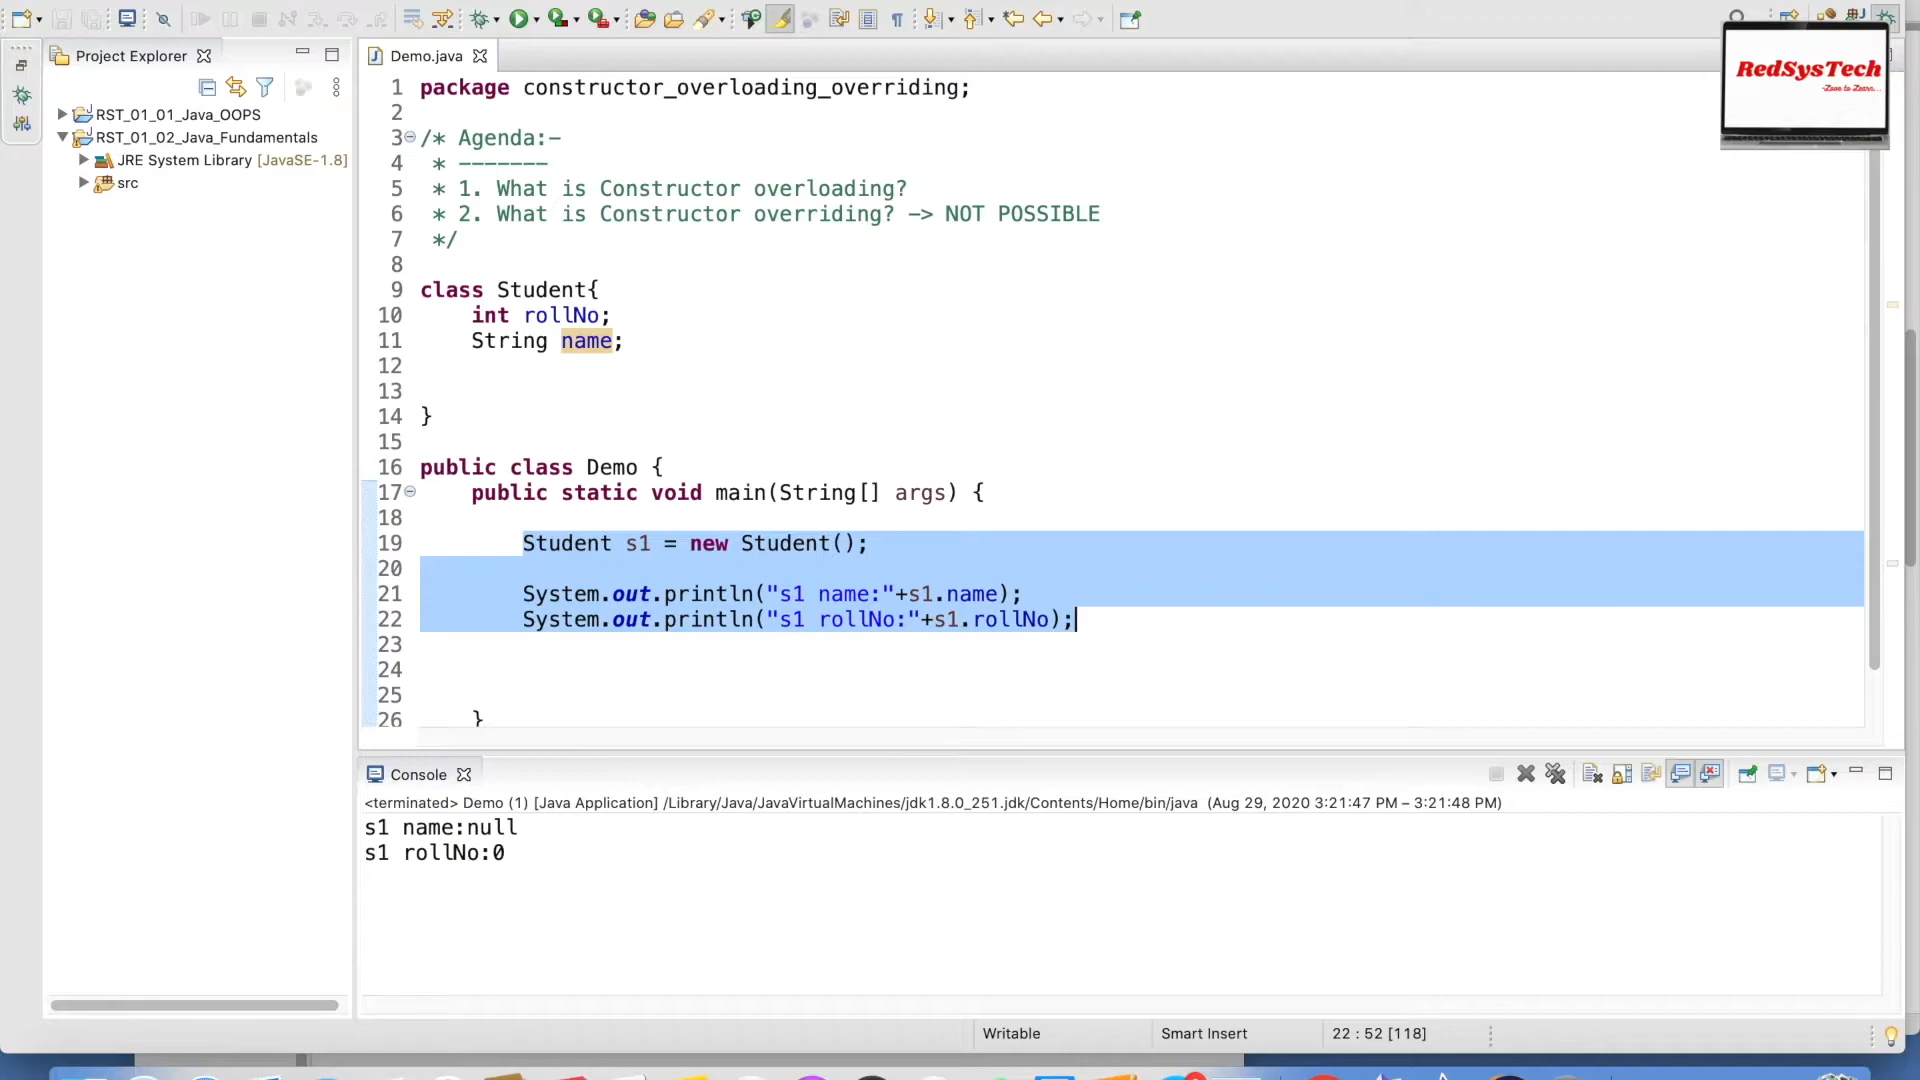 RedSysTech
-Love to Learn...
Project Explorer
Demo.java
RST_01_01_Java_OOPS
RST_01_02_Java_Fundamentals
JRE System Library [JavaSE-1.8]
src
1 package constructor_overloading_overriding;
2
3 /* Agenda:-
4 * -------
5 * 1. What is Constructor overloading?
6 * 2. What is Constructor overriding? -> NOT POSSIBLE
7 */
8
9 class Student{
10 int rollNo;
11 String name;
12
13
14 }
15
16 public class Demo {
17 public static void main(String[] args) {
18
19 Student s1 = new Student();
20
21 System.out.println("s1 name:"+s1.name);
22 System.out.println("s1 rollNo:"+s1.rollNo);
23
24
25
26 }
Console
<terminated> Demo (1) [Java Application] /Library/Java/JavaVirtualMachines/jdk1.8.0_251.jdk/Contents/Home/bin/java (Aug 29, 2020 3:21:47 PM – 3:21:48 PM)
s1 name:null
s1 rollNo:0
Writable
Smart Insert
22 : 52 [118]